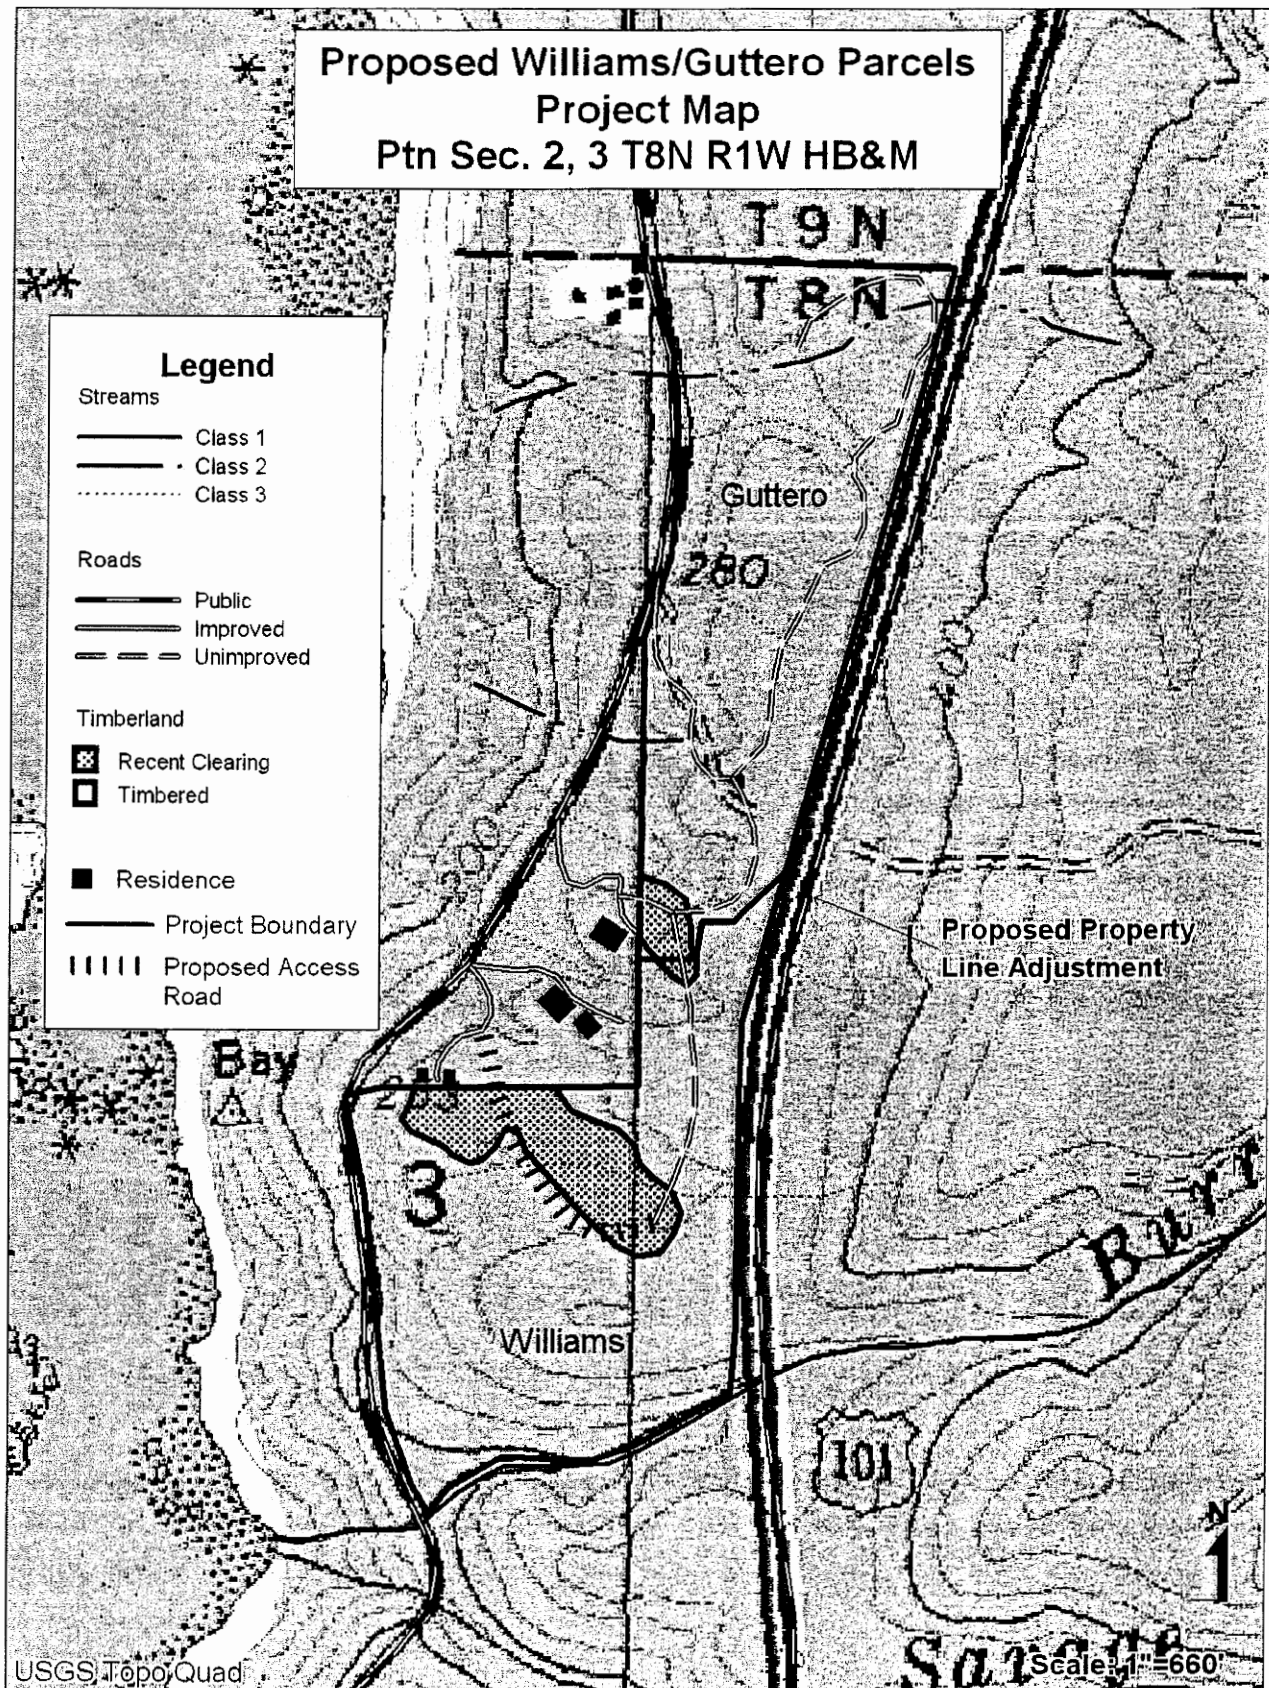 Proposed Williams/Guttero Parcels
Project Map
Ptn Sec. 2, 3 T8N R1W HB&M
T9N
T8N
Legend
Streams
Class 1
Class 2
Class 3
Roads
Public
Improved
Unimproved
Timberland
Recent Clearing
Timbered
Residence
Project Boundary
Proposed Access
Road
Guttero
280
Proposed Property
Line Adjustment
Bay
3
Burr
Williams
101
N
USGS Topo Quad
Savage
Scale: 1"=660'